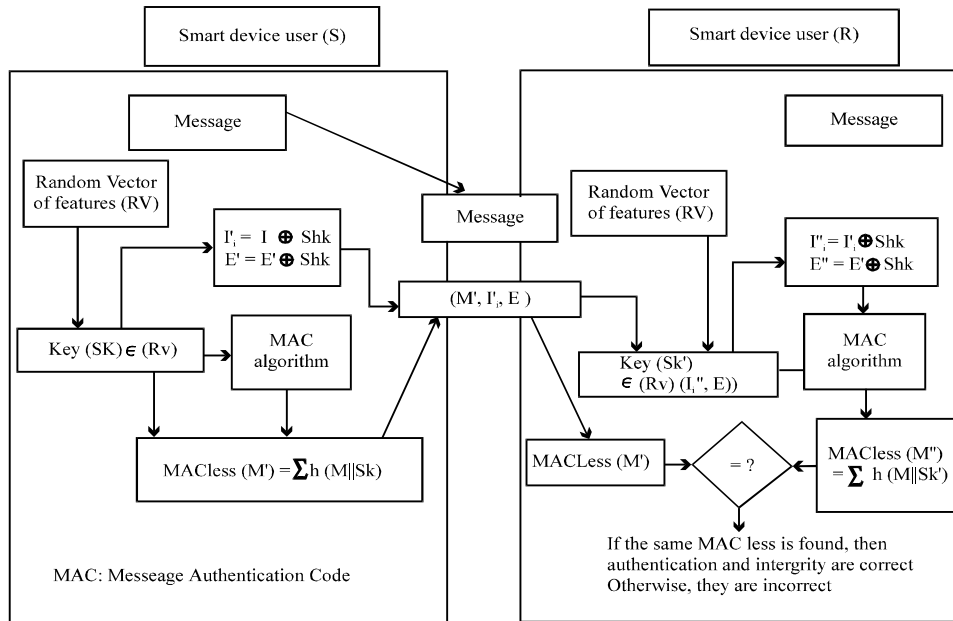 Smart device user (S)
Smart device user (R)
Message
Message
Random Vector
of features (RV)
Random Vector
of features (RV)
Message
I'ᵢ = I ⊕ Shk
E' = E' ⊕ Shk
I''ᵢ = I'ᵢ ⊕ Shk
E'' = E' ⊕ Shk
(M', I'ᵢ, E )
Key (SK) ϵ (Rv)
MAC
algorithm
Key (Sk')
ϵ (Rv) (Iᵢ'', E))
MAC
algorithm
MACless (M') = ∑h (M||Sk)
MACLess (M')
= ?
MACless (M'')
= ∑ h (M||Sk')
If the same MAC less is found, then
authentication and intergrity are correct
Otherwise, they are incorrect
MAC: Messeage Authentication Code